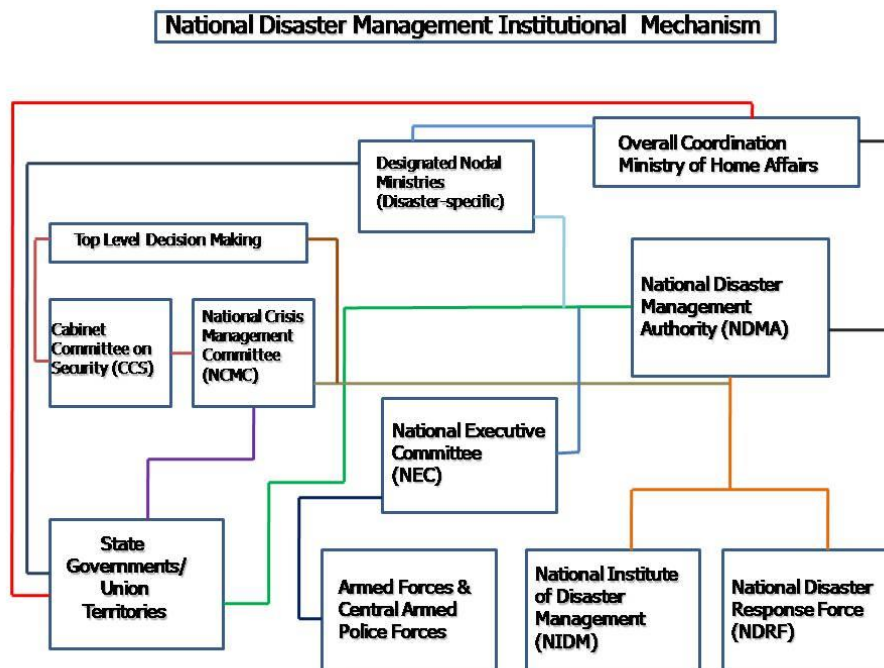 National Disaster Management Institutional Mechanism
Overall Coordination
Ministry of Home Affairs
Designated Nodal
Ministries
(Disaster-specific)
Top Level Decision Making
National Disaster
Management
Authority (NDMA)
Cabinet
Committee on
Security (CCS)
National Crisis
Management
Committee
(NCMC)
National Executive
Committee
(NEC)
State
Governments/
Union
Territories
Armed Forces &
Central Armed
Police Forces
National Institute
of Disaster
Management
(NIDM)
National Disaster
Response Force
(NDRF)